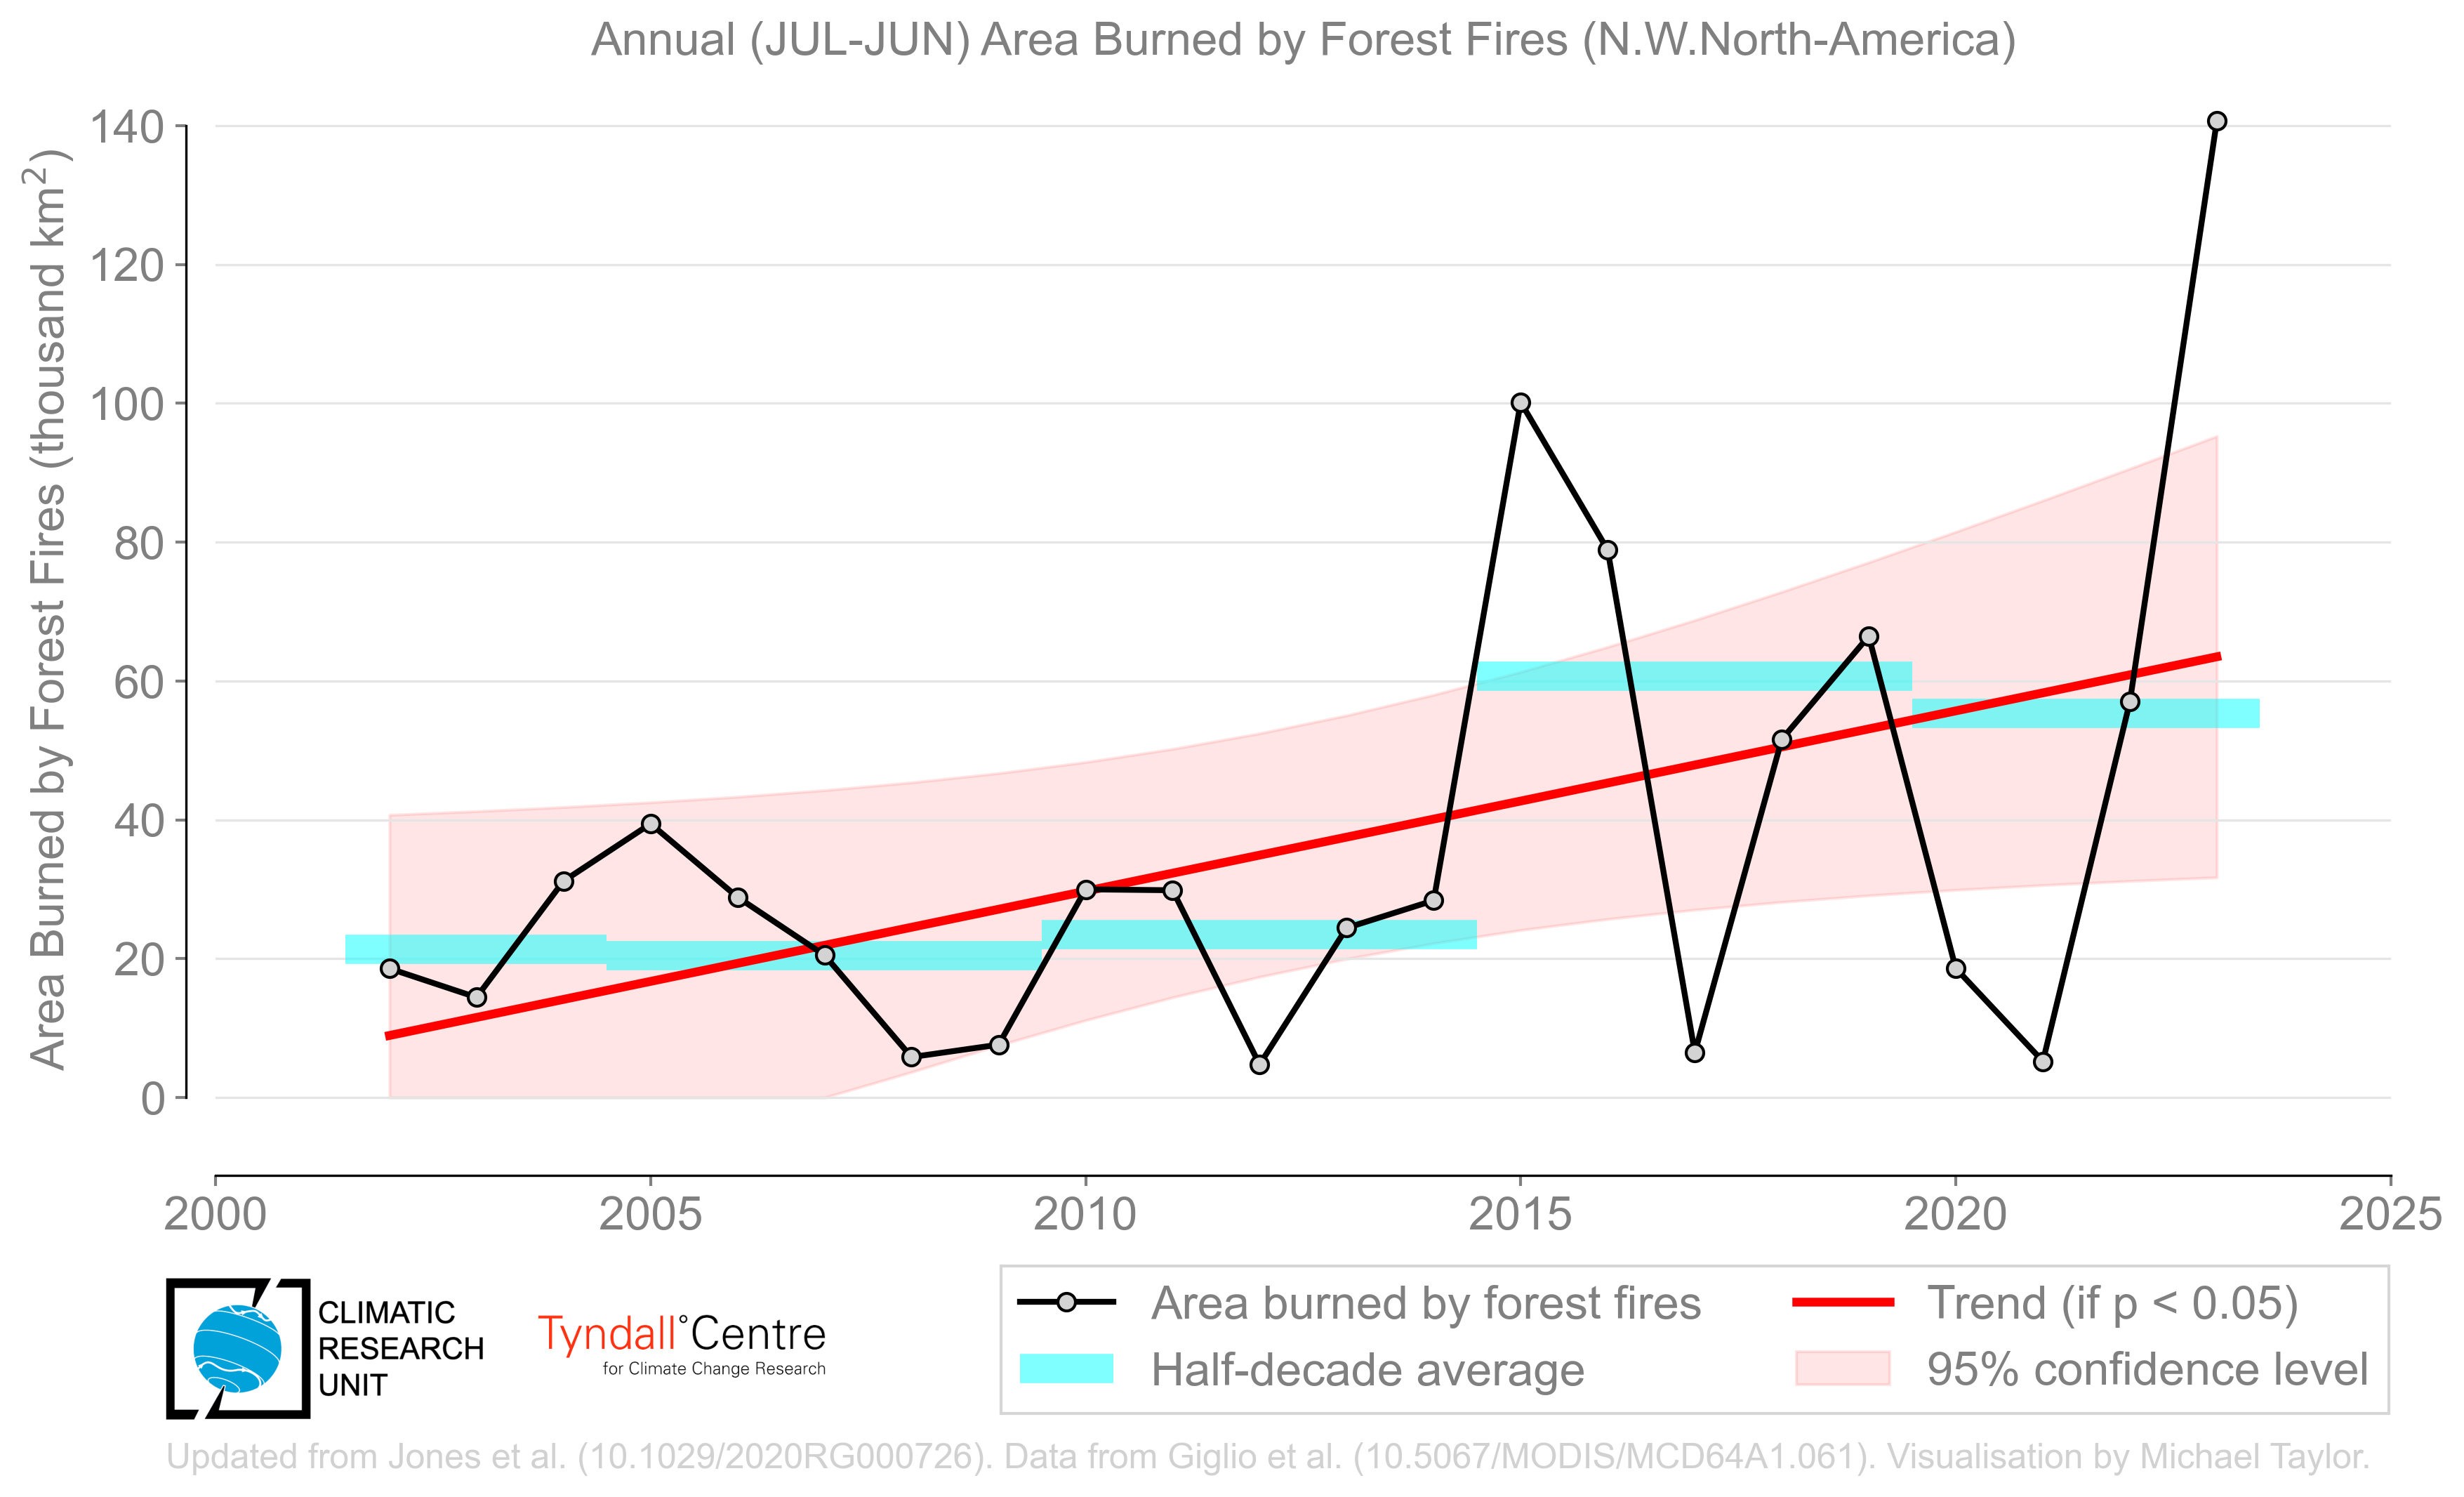 Annual (JUL-JUN) Area Burned by Forest Fires (N.W.North-America)
Area Burned by Forest Fires (thousand km²)
140
120
100
80
60
40
20
0
2000 2005 2010 2015 2020 2025
CLIMATIC
RESEARCH
UNIT
Tyndall°Centre
for Climate Change Research
Area burned by forest fires
Half-decade average
Trend (if p < 0.05)
95% confidence level
Updated from Jones et al. (10.1029/2020RG000726). Data from Giglio et al. (10.5067/MODIS/MCD64A1.061). Visualisation by Michael Taylor.